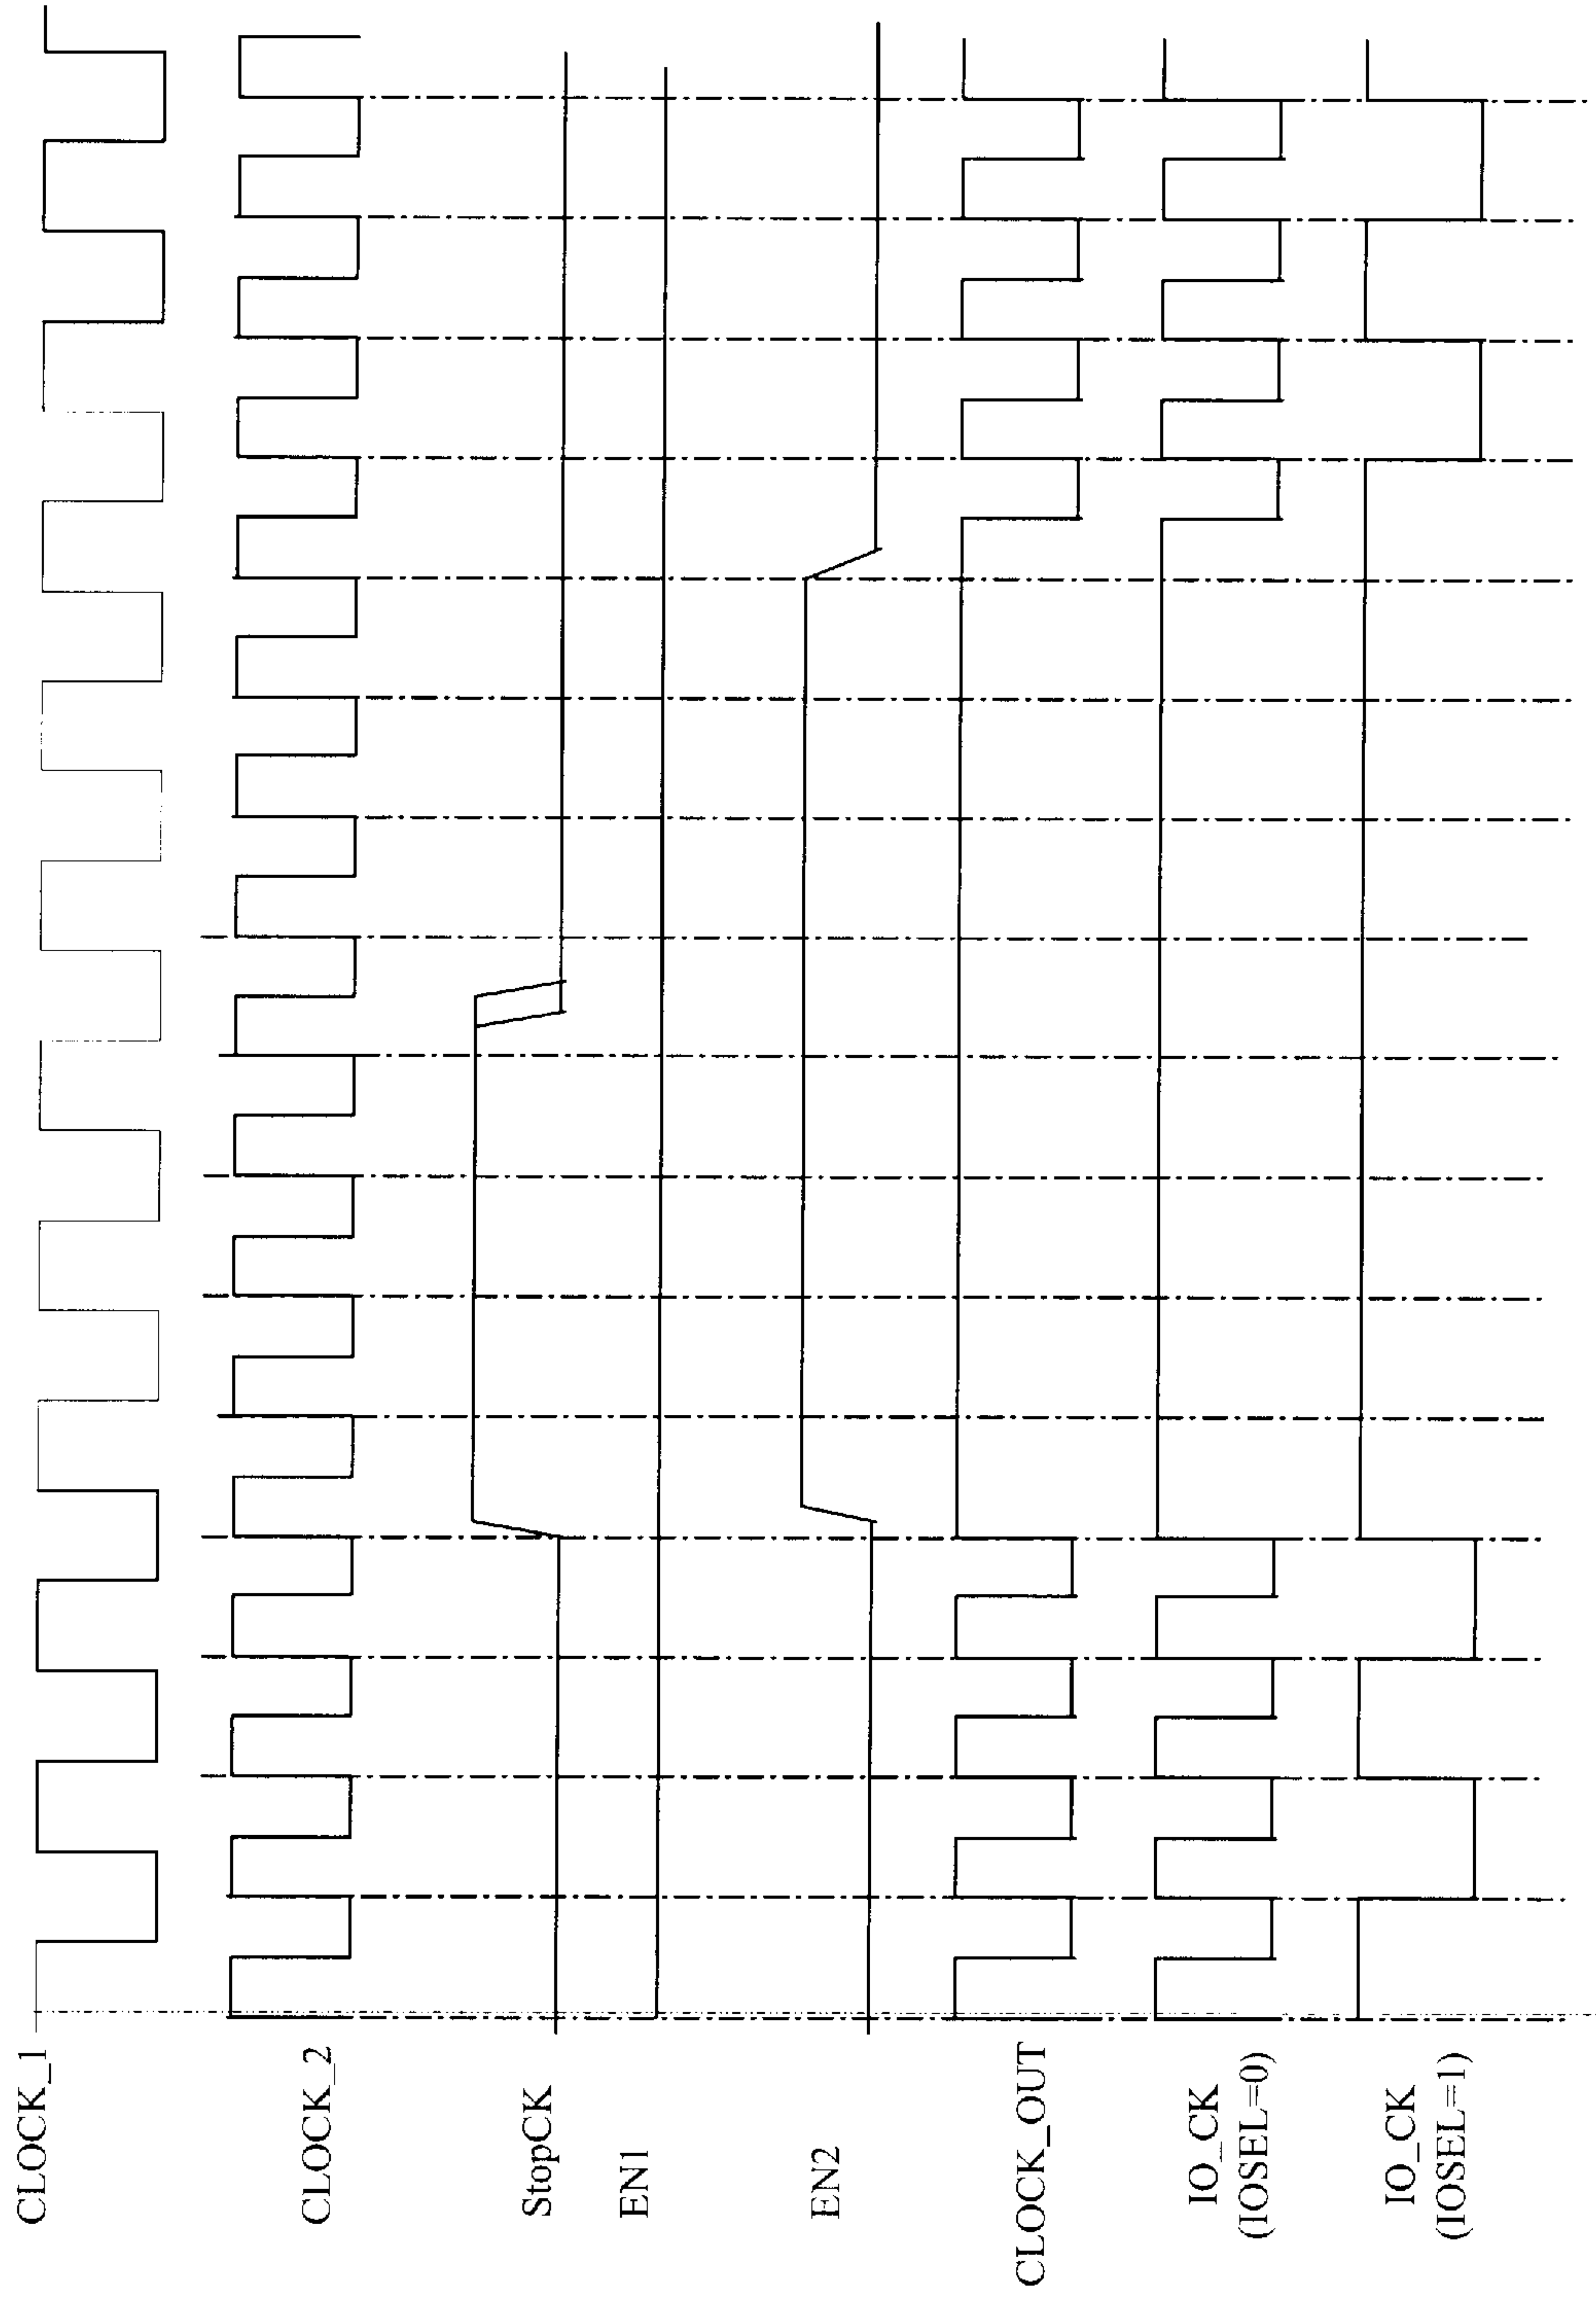 CLOCK_1
CLOCK_2
StopCK
EN1
EN2
CLOCK_OUT
IO_CK
(IOSEL=0)
IO_CK
(IOSEL=1)